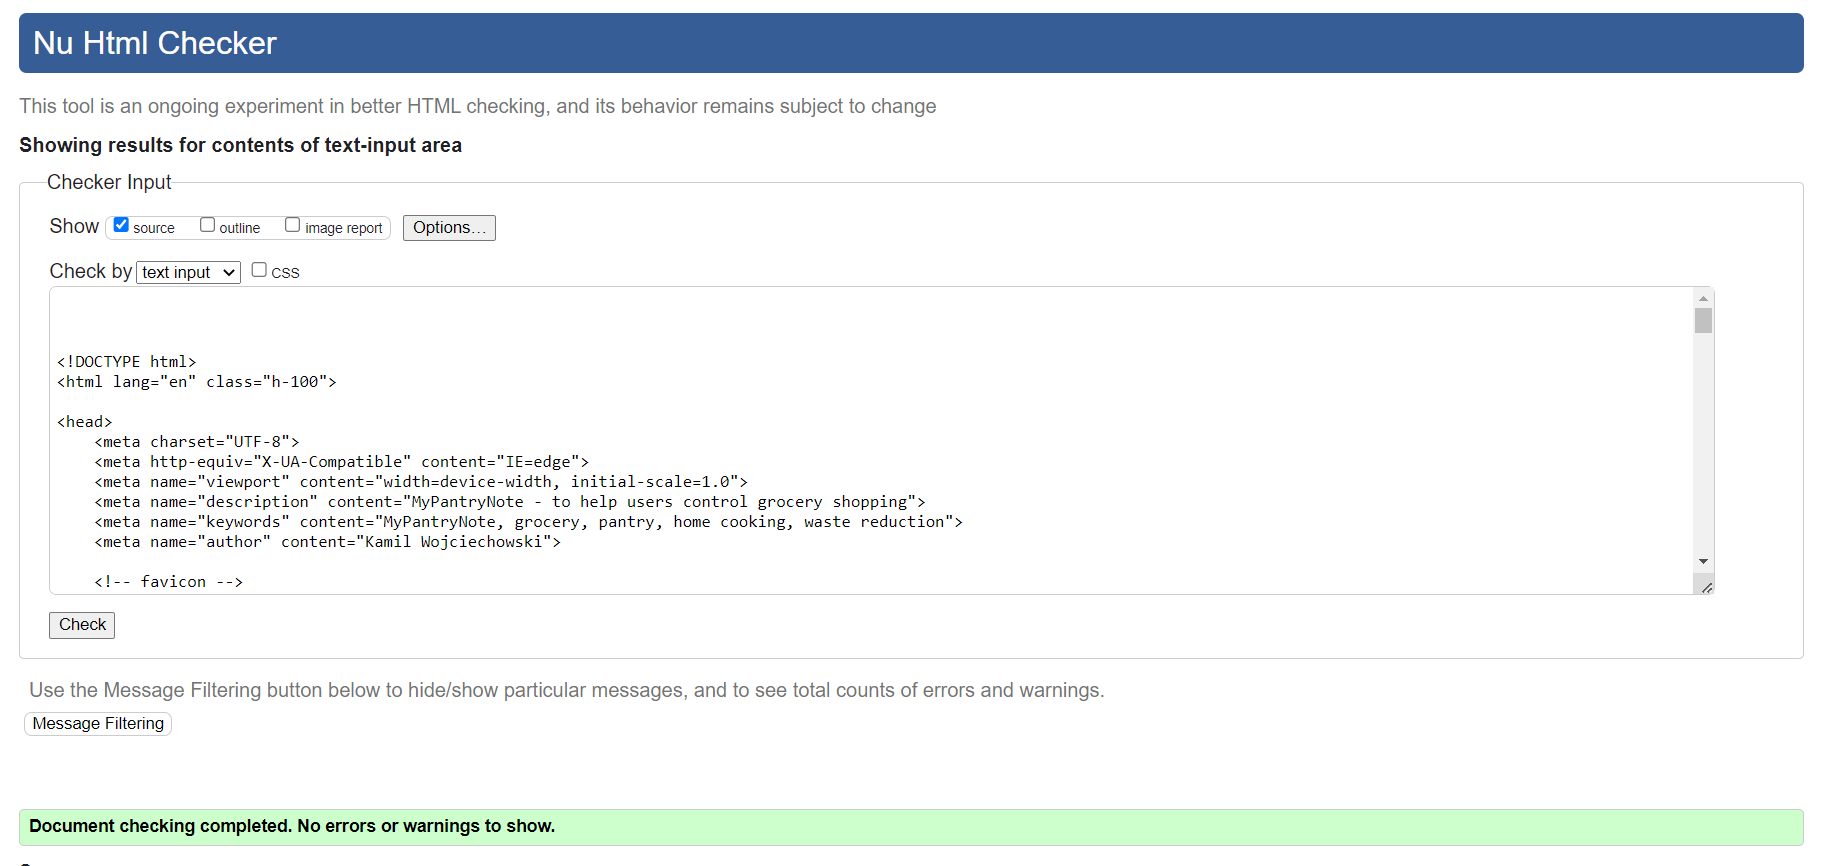 Nu Html Checker
This tool is an ongoing experiment in better HTML checking, and its behavior remains subject to change
Showing results for contents of text-input area
Checker Input
Show source outline image report Options...
Check by text input CSS
<!DOCTYPE html>
<html lang="en" class="h-100">
<head>
    <meta charset="UTF-8">
    <meta http-equiv="X-UA-Compatible" content="IE=edge">
    <meta name="viewport" content="width=device-width, initial-scale=1.0">
    <meta name="description" content="MyPantryNote - to help users control grocery shopping">
    <meta name="keywords" content="MyPantryNote, grocery, pantry, home cooking, waste reduction">
    <meta name="author" content="Kamil Wojciechowski">
    <!-- favicon -->
Check
Use the Message Filtering button below to hide/show particular messages, and to see total counts of errors and warnings.
Message Filtering
Document checking completed. No errors or warnings to show.